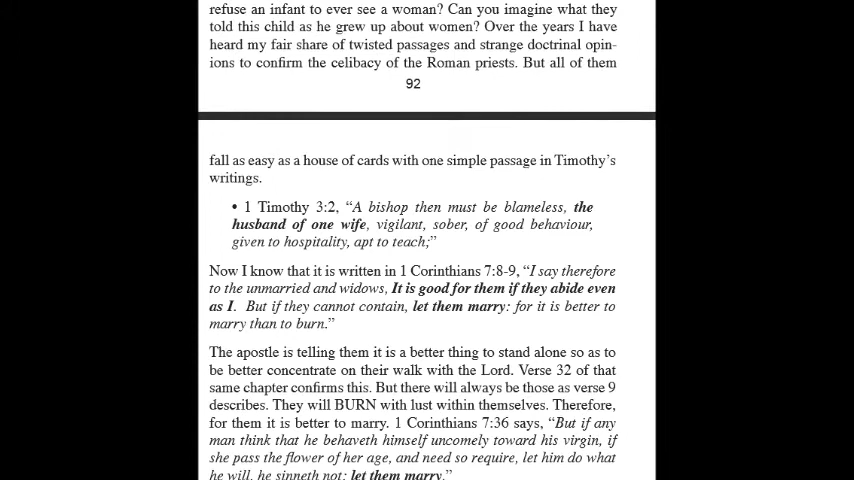 refuse an infant to ever see a woman? Can you imagine what they
told this child as he grew up about women? Over the years I have
heard my fair share of twisted passages and strange doctrinal opin-
ions to confirm the celibacy of the Roman priests. But all of them
92
fall as easy as a house of cards with one simple passage in Timothy's
writings.
• 1 Timothy 3:2, “A bishop then must be blameless, the
husband of one wife, vigilant, sober, of good behaviour,
given to hospitality, apt to teach;”
Now I know that it is written in 1 Corinthians 7:8-9, “I say therefore
to the unmarried and widows, It is good for them if they abide even
as I. But if they cannot contain, let them marry: for it is better to
marry than to burn.”
The apostle is telling them it is a better thing to stand alone so as to
be better concentrate on their walk with the Lord. Verse 32 of that
same chapter confirms this. But there will always be those as verse 9
describes. They will BURN with lust within themselves. Therefore,
for them it is better to marry. 1 Corinthians 7:36 says, “But if any
man think that he behaveth himself uncomely toward his virgin, if
she pass the flower of her age, and need so require, let him do what
he will, he sinneth not: let them marry.”